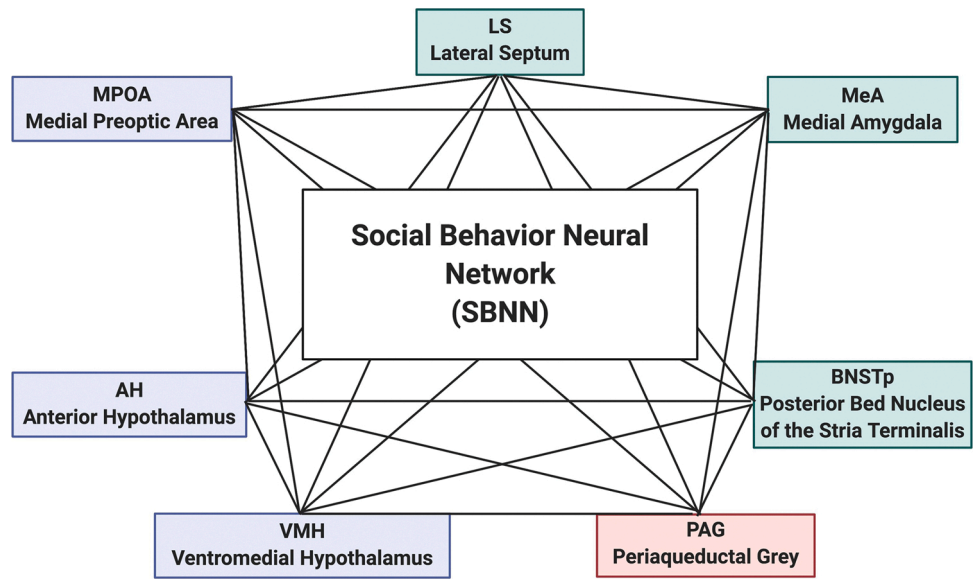 LS
Lateral Septum
MPOA
Medial Preoptic Area
MeA
Medial Amygdala
Social Behavior Neural
Network
(SBNN)
AH
Anterior Hypothalamus
BNSTp
Posterior Bed Nucleus
of the Stria Terminalis
VMH
Ventromedial Hypothalamus
PAG
Periaqueductal Grey